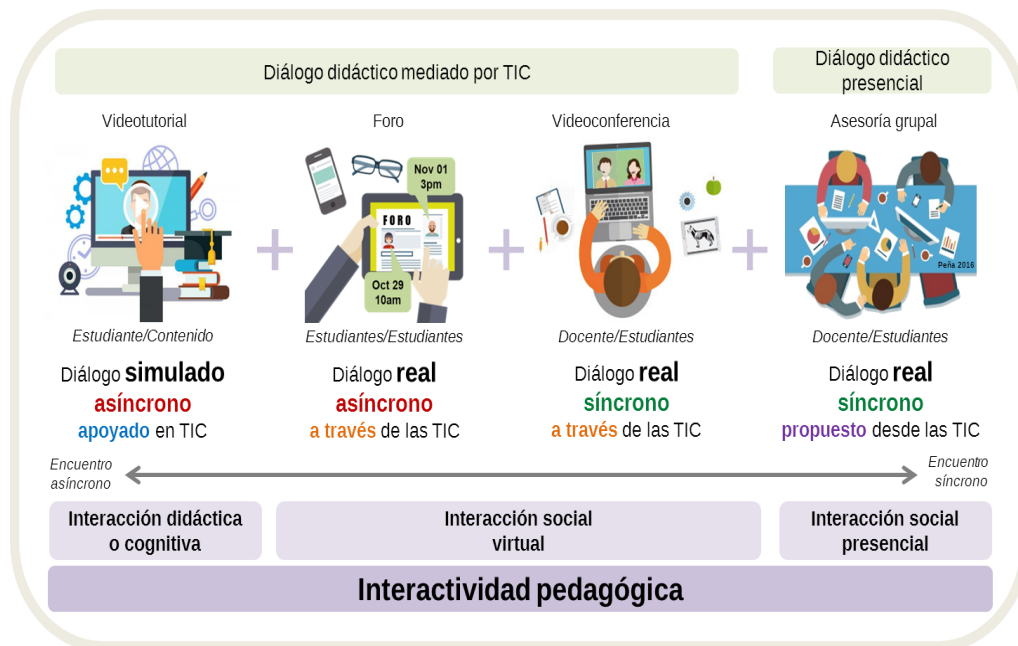 Diálogo didáctico mediado por TIC
Diálogo didáctico
presencial
Videotutorial
Foro
Videoconferencia
Asesoría grupal
Nov 01
3pm
FORO
Oct 29
10am
Peña 2016
Estudiante/Contenido
Estudiantes/Estudiantes
Docente/Estudiantes
Docente/Estudiantes
Diálogo simulado
asíncrono
apoyado en TIC
Diálogo real
asíncrono
a través de las TIC
Diálogo real
síncrono
a través de las TIC
Diálogo real
síncrono
propuesto desde las TIC
Encuentro
asíncrono
Encuentro
síncrono
Interacción didáctica
o cognitiva
Interacción social
virtual
Interacción social
presencial
Interactividad pedagógica